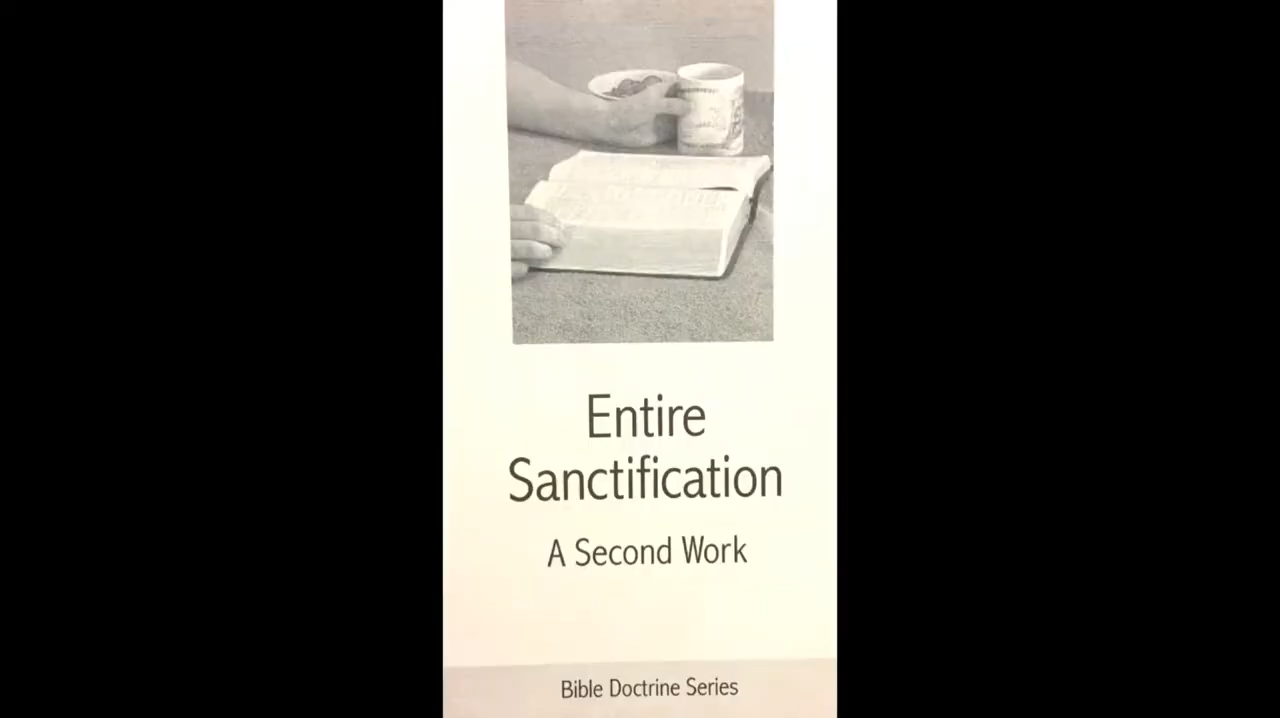 Entire
Sanctification
A Second Work
Bible Doctrine Series